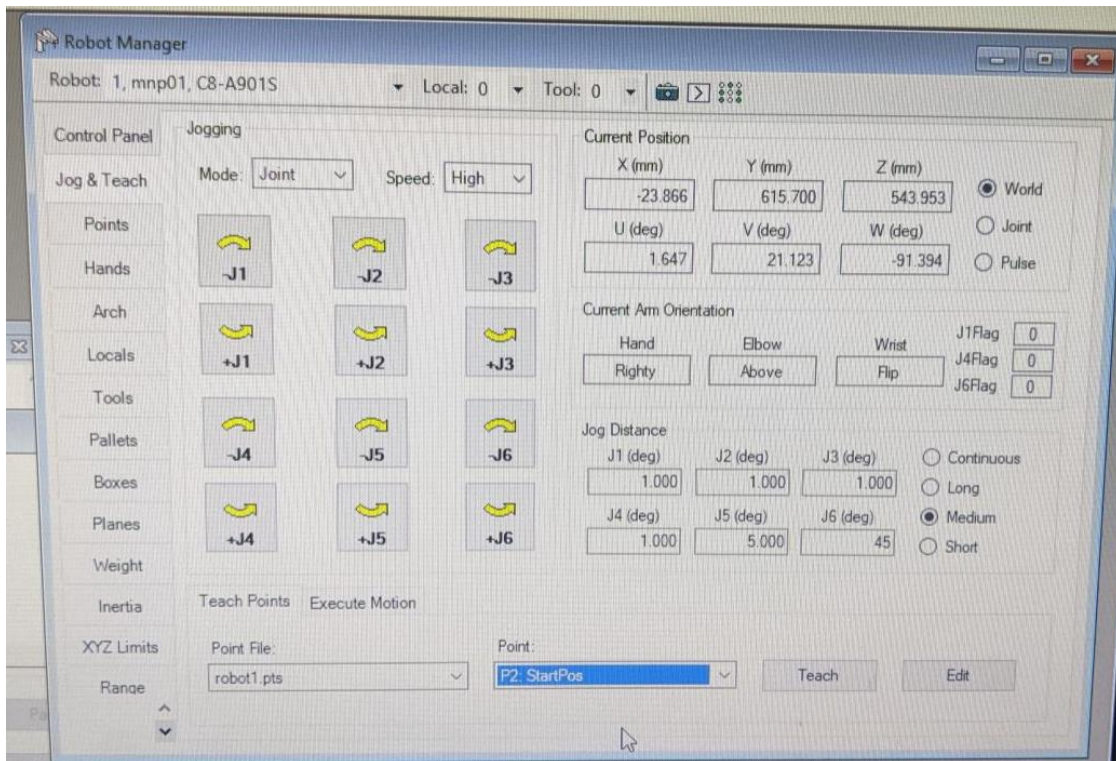 Robot Manager
Robot: 1, mnp01, C8-A901S Local: 0 Tool: 0
Control Panel
Jog & Teach
Points
Hands
Arch
Locals
Tools
Pallets
Boxes
Planes
Weight
Inertia
XYZ Limits
Range
Jogging
Mode: Joint Speed: High
-J1 -J2 -J3
+J1 +J2 +J3
-J4 -J5 -J6
+J4 +J5 +J6
Current Position
X (mm) Y (mm) Z (mm)
-23.866 615.700 543.953
U (deg) V (deg) W (deg)
1.647 21.123 -91.394
World
Joint
Pulse
Current Arm Orientation
Hand Elbow Wrist
Righty Above Flip
J1Flag 0
J4Flag 0
J6Flag 0
Jog Distance
J1 (deg) J2 (deg) J3 (deg)
1.000 1.000 1.000
J4 (deg) J5 (deg) J6 (deg)
1.000 5.000 45
Continuous
Long
Medium
Short
Teach Points Execute Motion
Point File: Point:
robot1.pts P2: StartPos Teach Edit